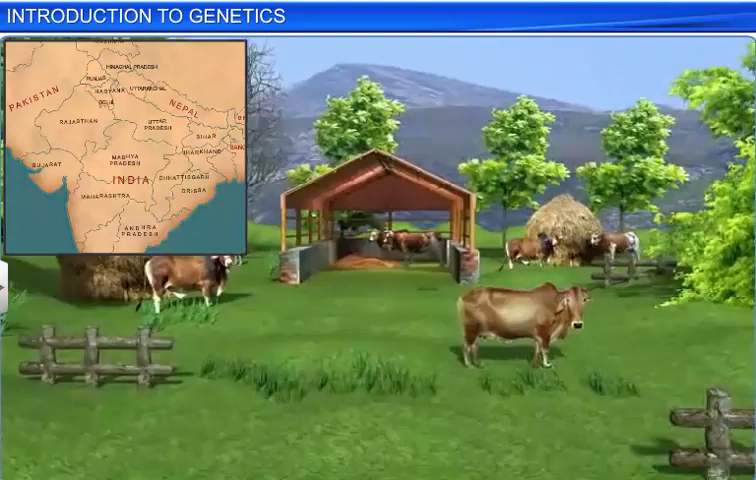 INTRODUCTION TO GENETICS
HIMACHAL PRADESH
PUNJAB
UTTARANCHAL
HARYANA
PAKISTAN
DELHI
NEPAL
RAJASTHAN
UTTAR
PRADESH
BIHAR
JHARKHAND
MADHYA
PRADESH
GUJARAT
INDIA
CHHATTISGARH
ORISSA
MAHARASHTRA
ANDHRA
PRADESH